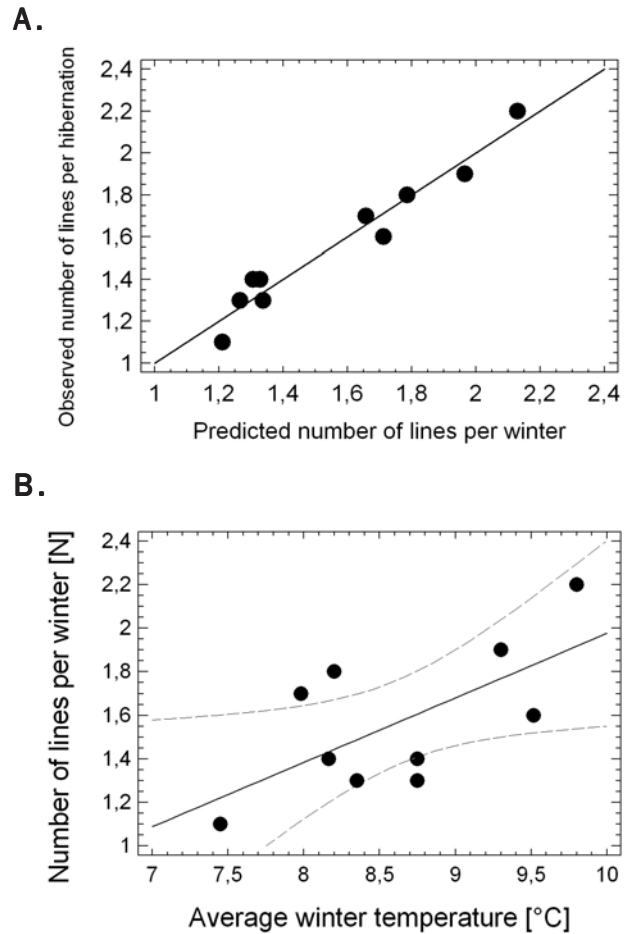 A.
Observed number of lines per hibernation
2,4
2,2
2
1,8
1,6
1,4
1,2
1
1 1,2 1,4 1,6 1,8 2 2,2 2,4
Predicted number of lines per winter
B.
Number of lines per winter [N]
2,4
2,2
2
1,8
1,6
1,4
1,2
1
7 7,5 8 8,5 9 9,5 10
Average winter temperature [°C]